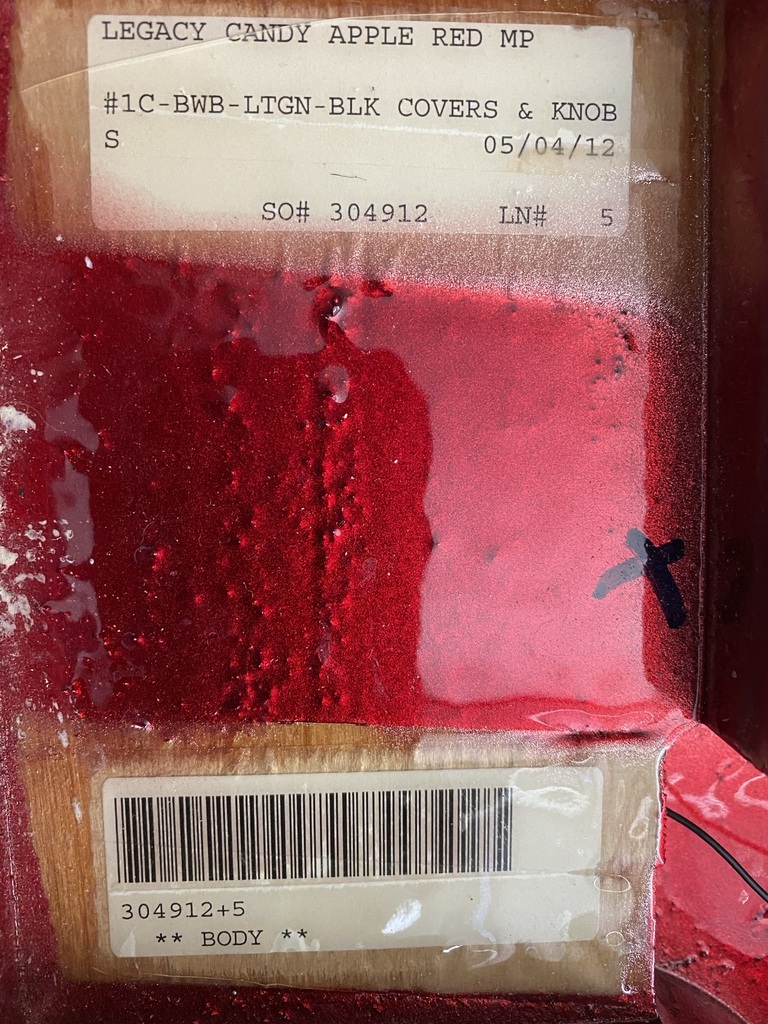 LEGACY CANDY APPLE RED MP
#1C-BWB-LTGN-BLK COVERS & KNOB
S 05/04/12
SO# 304912 LN# 5
304912+5
** BODY **